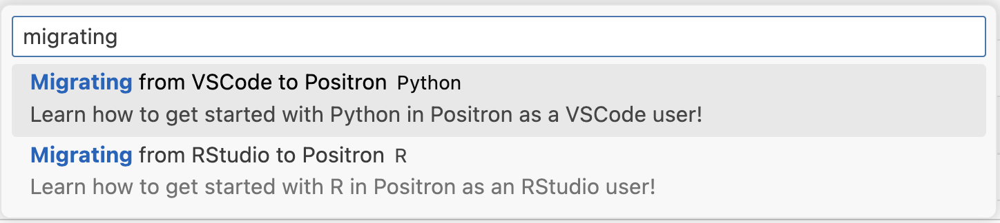 migrating
Migrating from VSCode to Positron Python
Learn how to get started with Python in Positron as a VSCode user!
Migrating from RStudio to Positron R
Learn how to get started with R in Positron as an RStudio user!